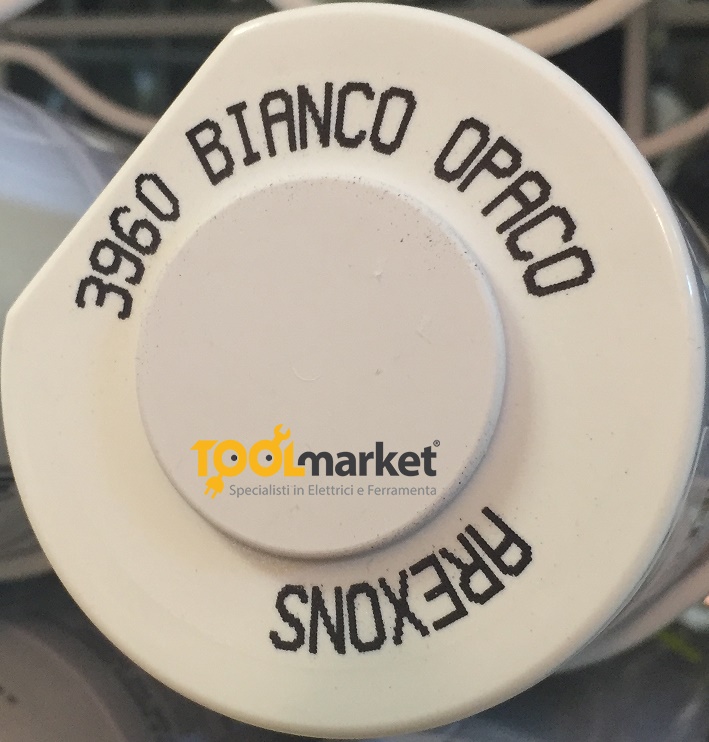 3960 BIANCO OPACO
TOOLmarket®
Specialisti in Elettrici e Ferramenta
AREXONS